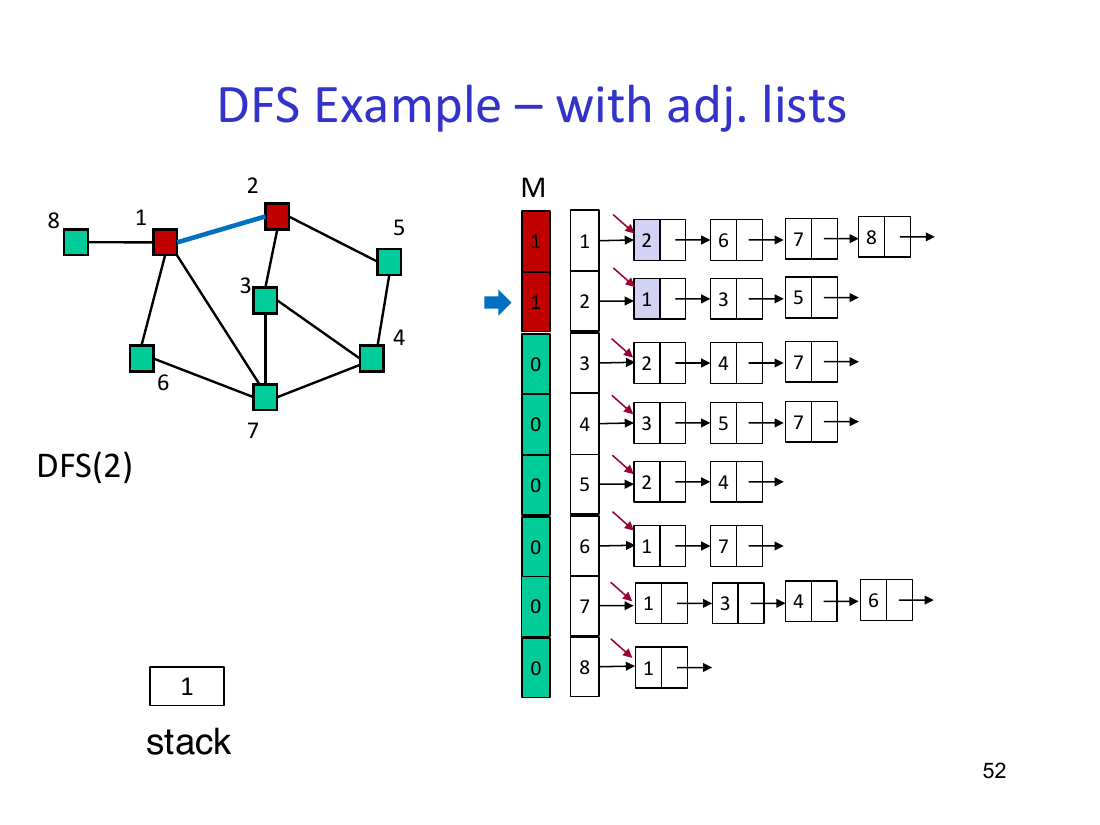 DFS Example – with adj. lists
M
2
8
1
5
3
4
6
7
1 1 2 6 7 8
1 2 1 3 5
0 3 2 4 7
0 4 3 5 7
0 5 2 4
0 6 1 7
0 7 1 3 4 6
0 8 1
DFS(2)
1
stack
52